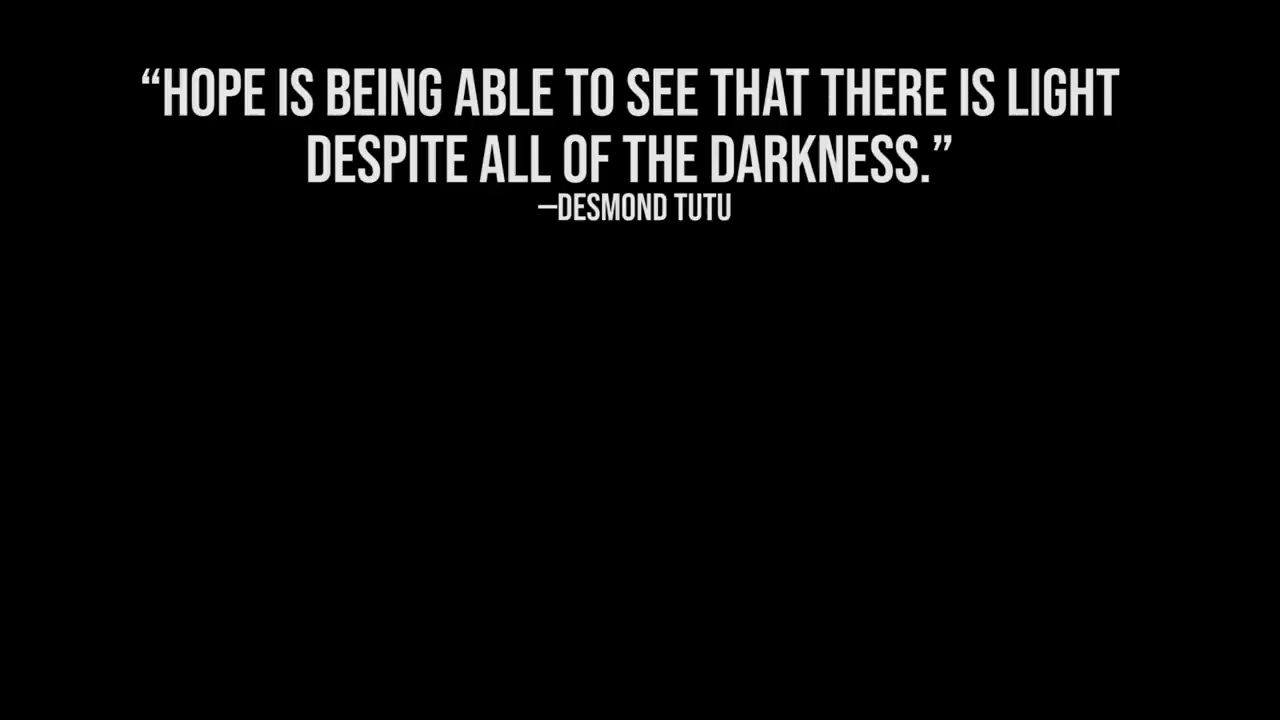 “HOPE IS BEING ABLE TO SEE THAT THERE IS LIGHT
DESPITE ALL OF THE DARKNESS.”
—DESMOND TUTU